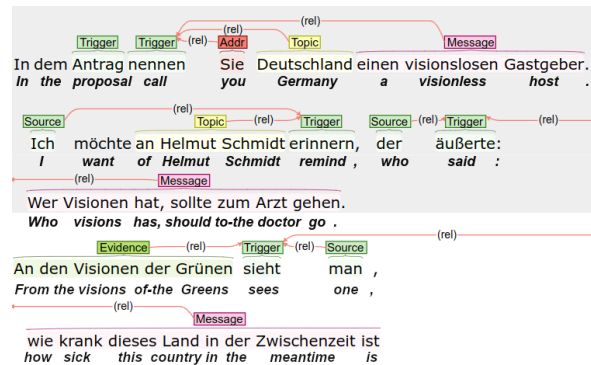 (rel)
(rel)
Trigger Trigger (rel) Addr Topic Message
In dem Antrag nennen Sie Deutschland einen visionslosen Gastgeber.
In the proposal call you Germany a visionless host .
(rel)
Source Topic (rel) Trigger Source (rel) Trigger (rel)
Ich möchte an Helmut Schmidt erinnern, der äußerte:
I want of Helmut Schmidt remind , who said :
(rel) Message
Wer Visionen hat, sollte zum Arzt gehen.
Who visions has, should to-the doctor go .
(rel)
Evidence (rel) Trigger (rel) Source
An den Visionen der Grünen sieht man ,
From the visions of-the Greens sees one ,
(rel)
Message
wie krank dieses Land in der Zwischenzeit ist
how sick this country in the meantime is